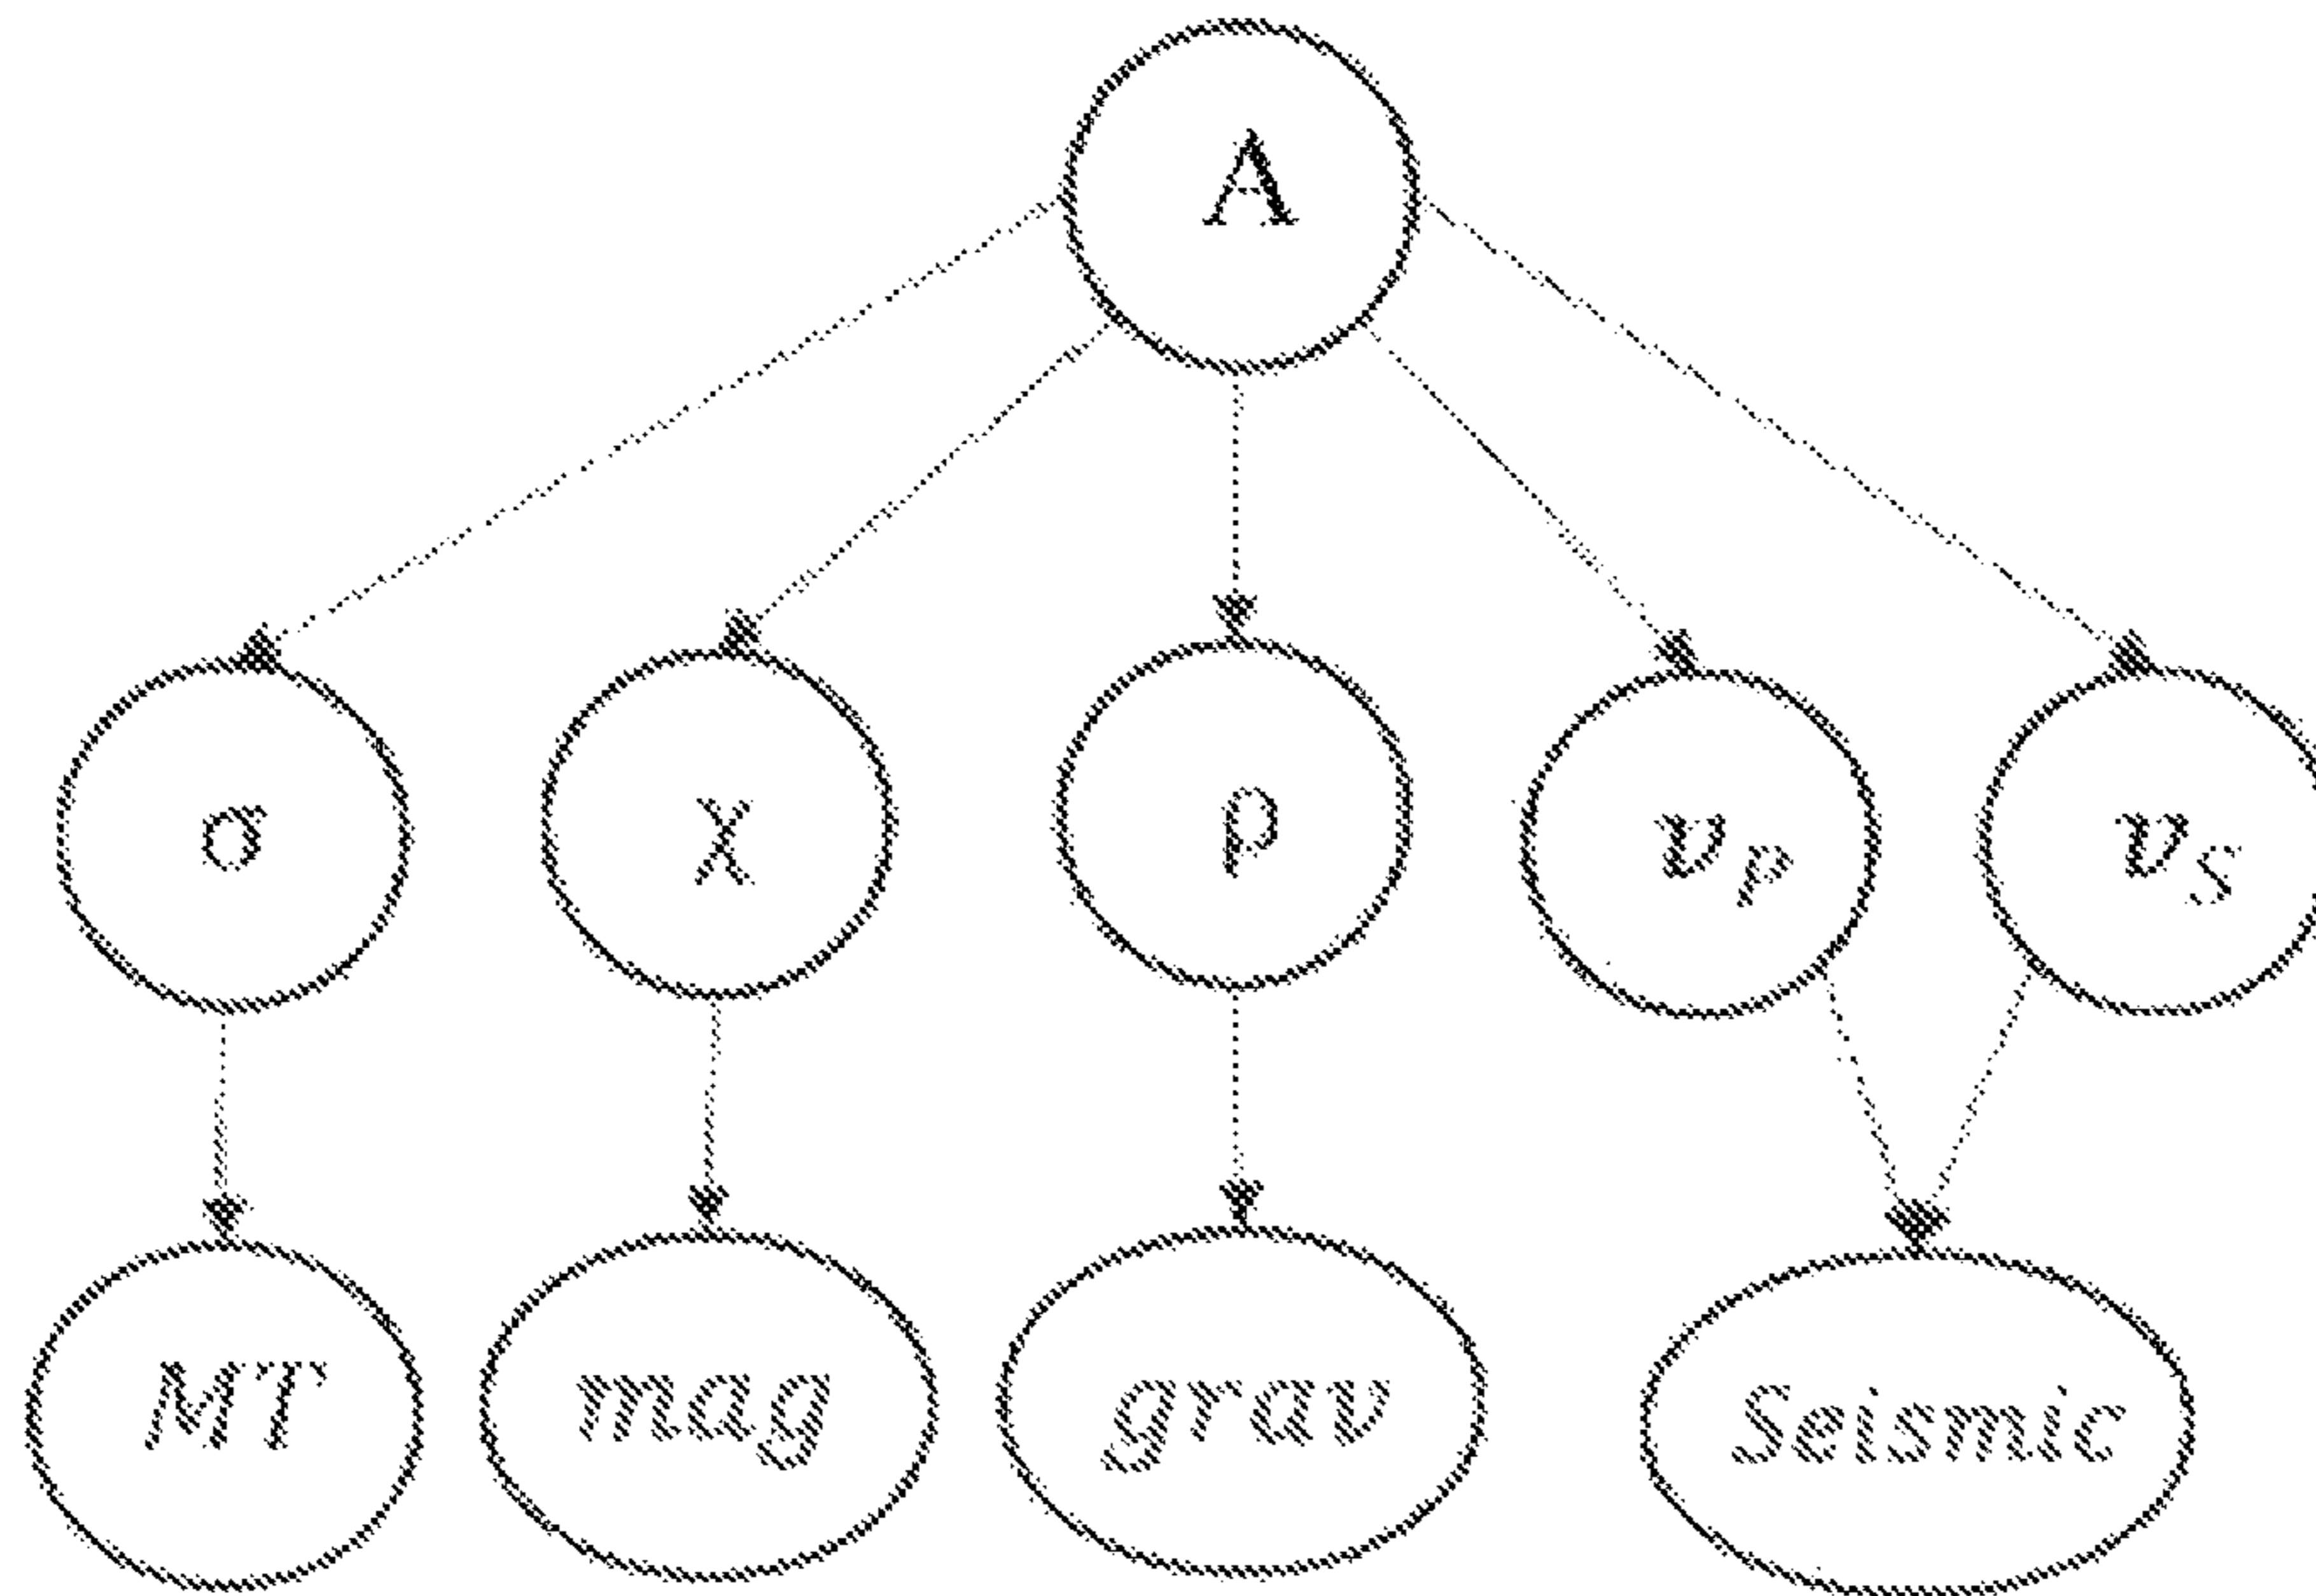 A
σ χ ρ v_P v_S
MT mag grav Seismic